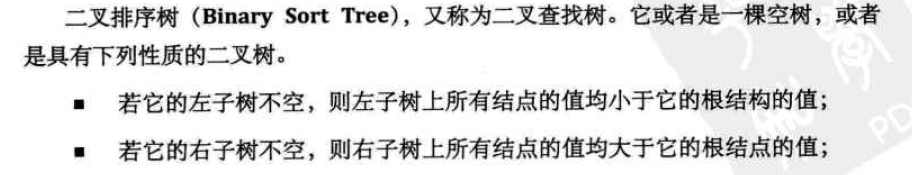 二叉排序树（Binary Sort Tree），又称为二叉查找树。它或者是一棵空树，或者
是具有下列性质的二叉树。
■ 若它的左子树不空，则左子树上所有结点的值均小于它的根结构的值；
■ 若它的右子树不空，则右子树上所有结点的值均大于它的根结点的值；
PD